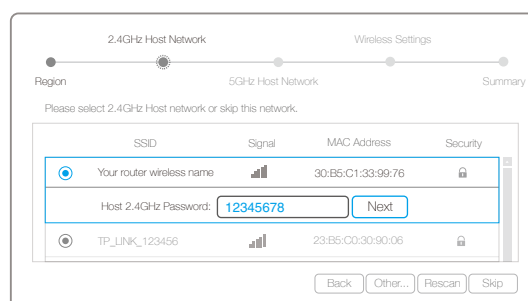 2.4GHz Host Network Wireless Settings
Region 5GHz Host Network Summary
Please select 2.4GHz Host network or skip this network.
SSID Signal MAC Address Security
Your router wireless name 30:B5:C1:33:99:76
Host 2.4GHz Password: 12345678 Next
TP_LINK_123456 23:B5:C0:30:90:06
Back Other... Rescan Skip